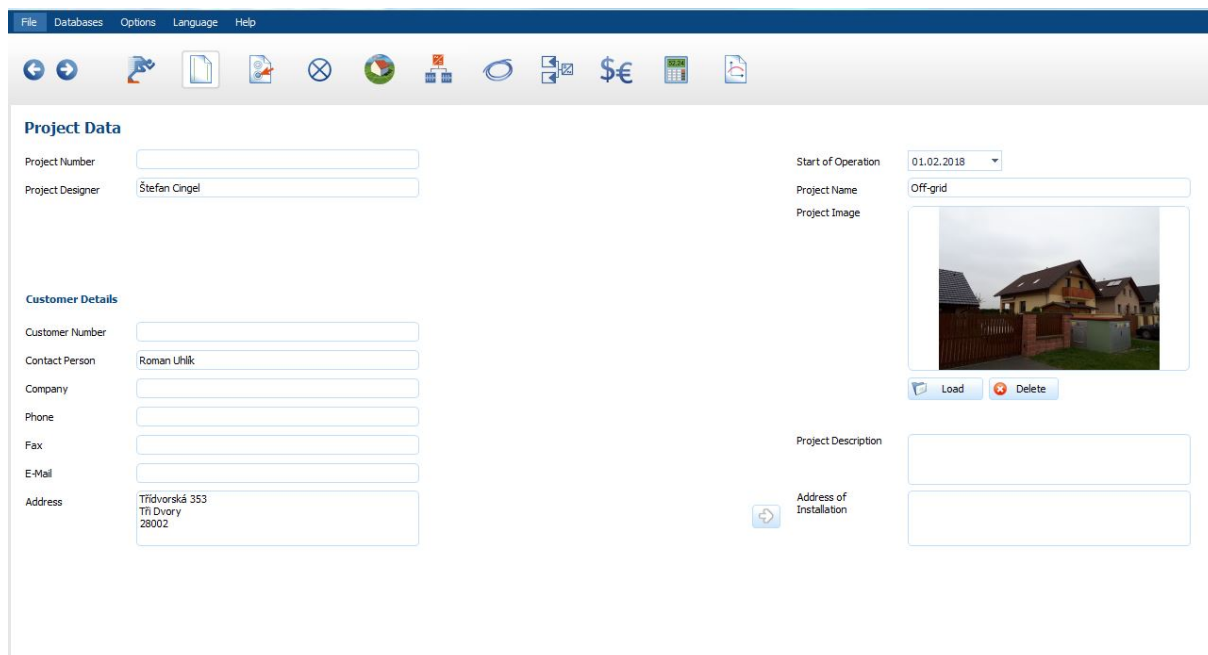 File Databases Options Language Help
$€
52,24
Project Data
Project Number
Start of Operation 01.02.2018
Project Designer Štefan Cingel
Project Name Off-grid
Project Image
Customer Details
Customer Number
Contact Person Roman Uhlík
Company
Load Delete
Phone
Fax
Project Description
E-Mail
Address Třídvorská 353
Tři Dvory
28002
Address of
Installation